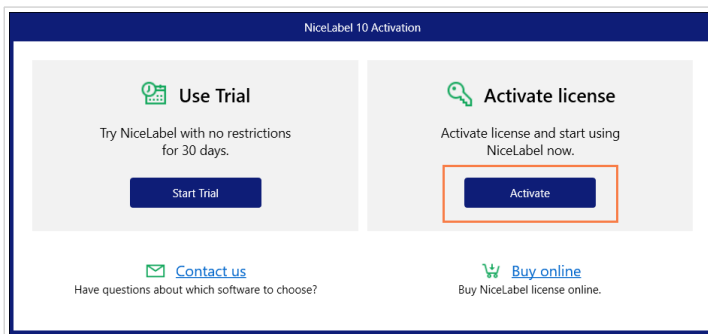 NiceLabel 10 Activation
Use Trial
Try NiceLabel with no restrictions
for 30 days.
Start Trial
Activate license
Activate license and start using
NiceLabel now.
Activate
Contact us
Have questions about which software to choose?
Buy online
Buy NiceLabel license online.